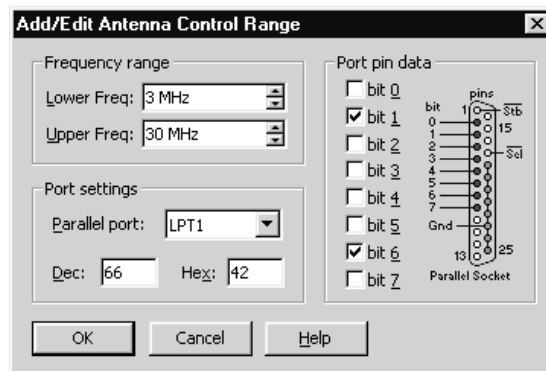 Add/Edit Antenna Control Range
Frequency range
Lower Freq: 3 MHz
Upper Freq: 30 MHz
Port settings
Parallel port: LPT1
Dec: 66 Hex: 42
Port pin data
bit 0
bit 1
bit 2
bit 3
bit 4
bit 5
bit 6
bit 7
pins
bit 1 Stb
0
1 15
2
3 Sel
4
5
6
7
Gnd
13 25
Parallel Socket
OK Cancel Help